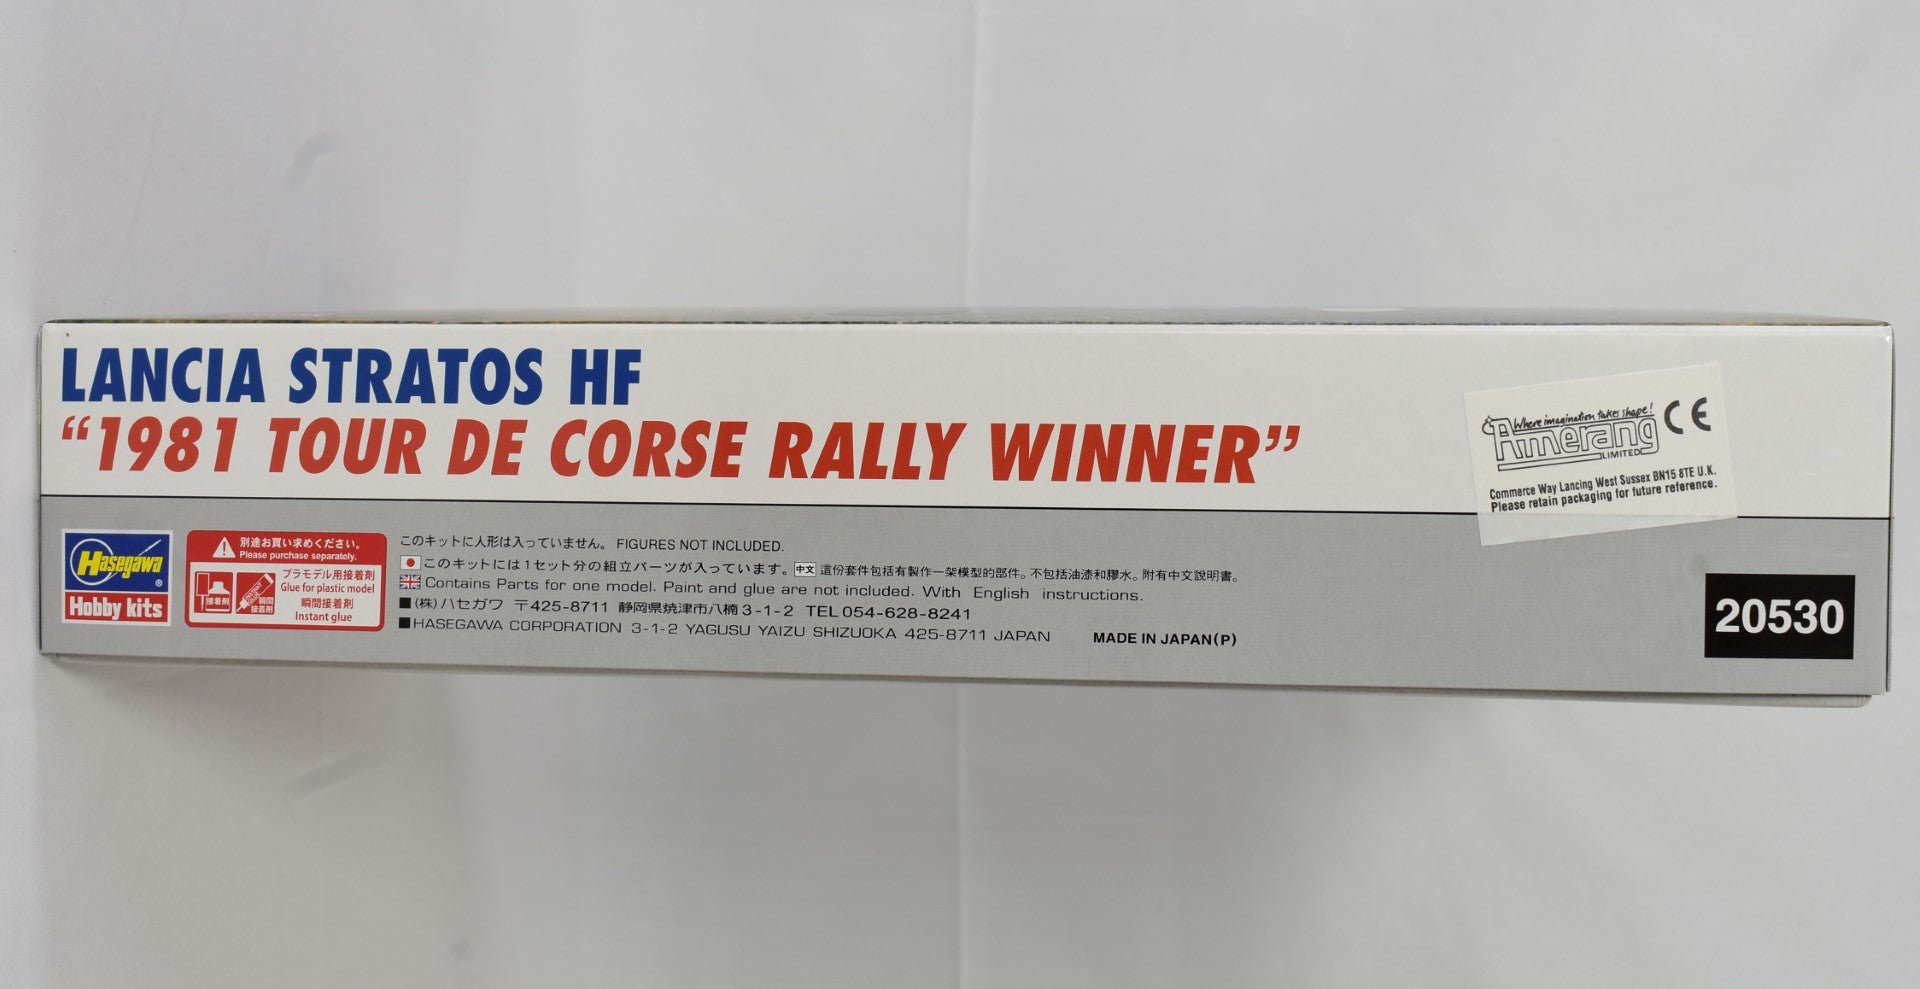 LANCIA STRATOS HF
“1981 TOUR DE CORSE RALLY WINNER”
Where imagination takes shape!
Amerang
LIMITED
CE
Commerce Way Lancing West Sussex BN15 8TE U.K.
Please retain packaging for future reference.
Hasegawa®
Hobby kits
別途お買い求めください。
Please purchase separately.
プラモデル用接着剤
Glue for plastic model
接着剤
瞬間接着剤
瞬間接着剤
Instant glue
このキットに人形は入っていません。 FIGURES NOT INCLUDED.
このキットには1セット分の組立パーツが入っています。 中文 這份套件包括有製作一架模型的部件。不包括油漆和膠水。附有中文說明書。
Contains Parts for one model. Paint and glue are not included. With English instructions.
■(株)ハセガワ 〒425-8711 静岡県焼津市八楠3-1-2 TEL 054-628-8241
■HASEGAWA CORPORATION 3-1-2 YAGUSU YAIZU SHIZUOKA 425-8711 JAPAN MADE IN JAPAN(P)
20530